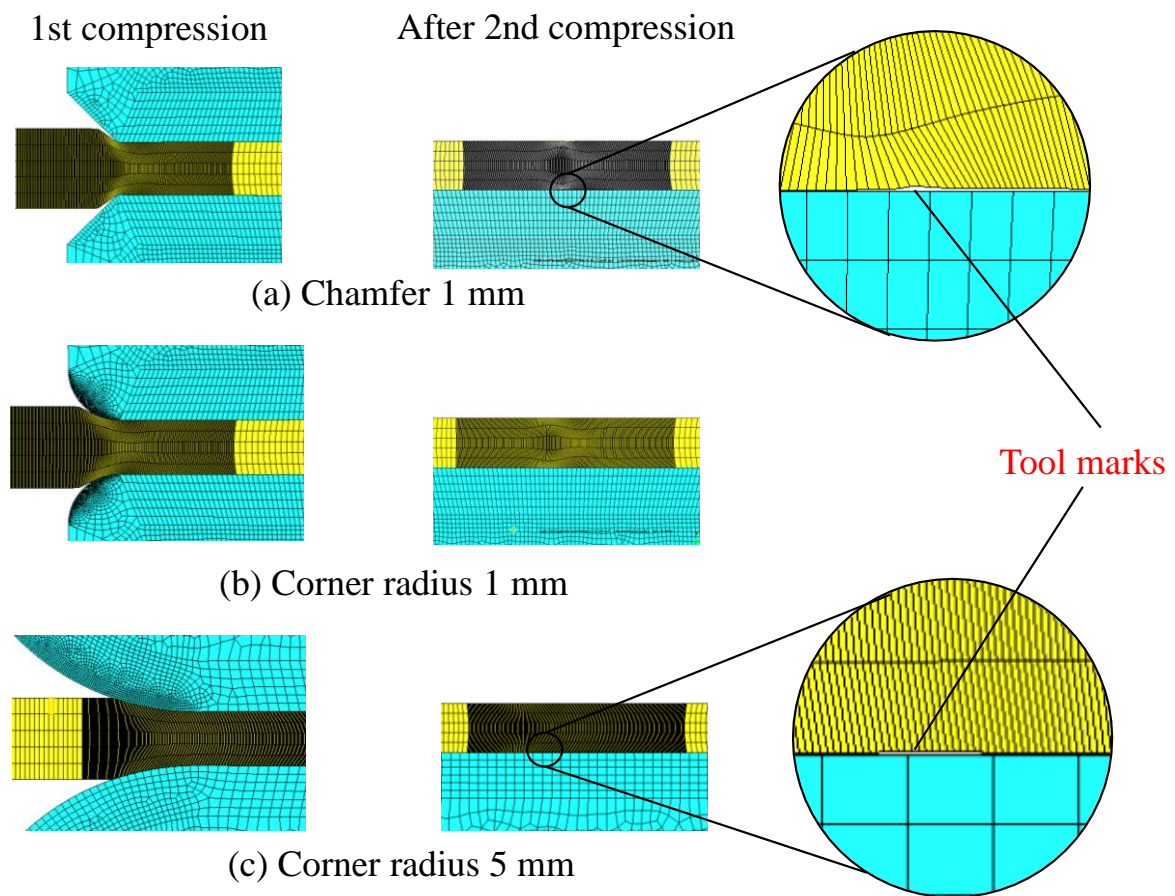 1st compression
After 2nd compression
(a) Chamfer 1 mm
(b) Corner radius 1 mm
Tool marks
(c) Corner radius 5 mm